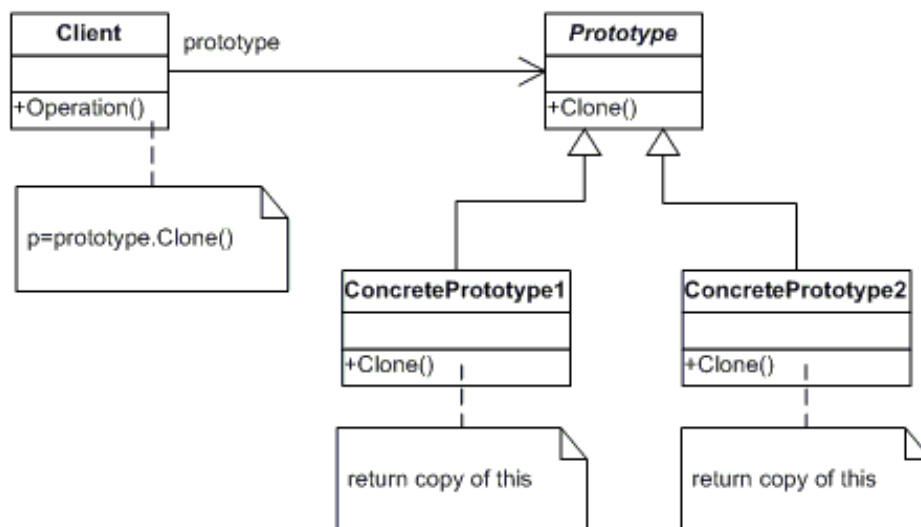 Client
prototype
Prototype
+Operation()
+Clone()
p=prototype.Clone()
ConcretePrototype1
ConcretePrototype2
+Clone()
+Clone()
return copy of this
return copy of this